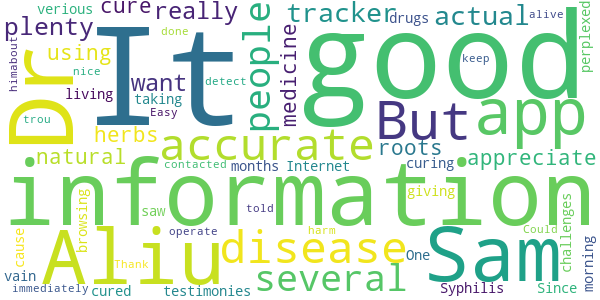 verious cure really tracker drugs actual alive
plenty done people medicine good perplexed
himabout using It keep
Dr nice want detect But app
living taking
trou Easy
herbs accurate roots
natural contacted months Internet curing appreciate
information
saw told giving
browsing
cause Aliu operate disease harm One Sam Could challenges
Thank several morning
vain
immediately cured testimonies Syphilis Since